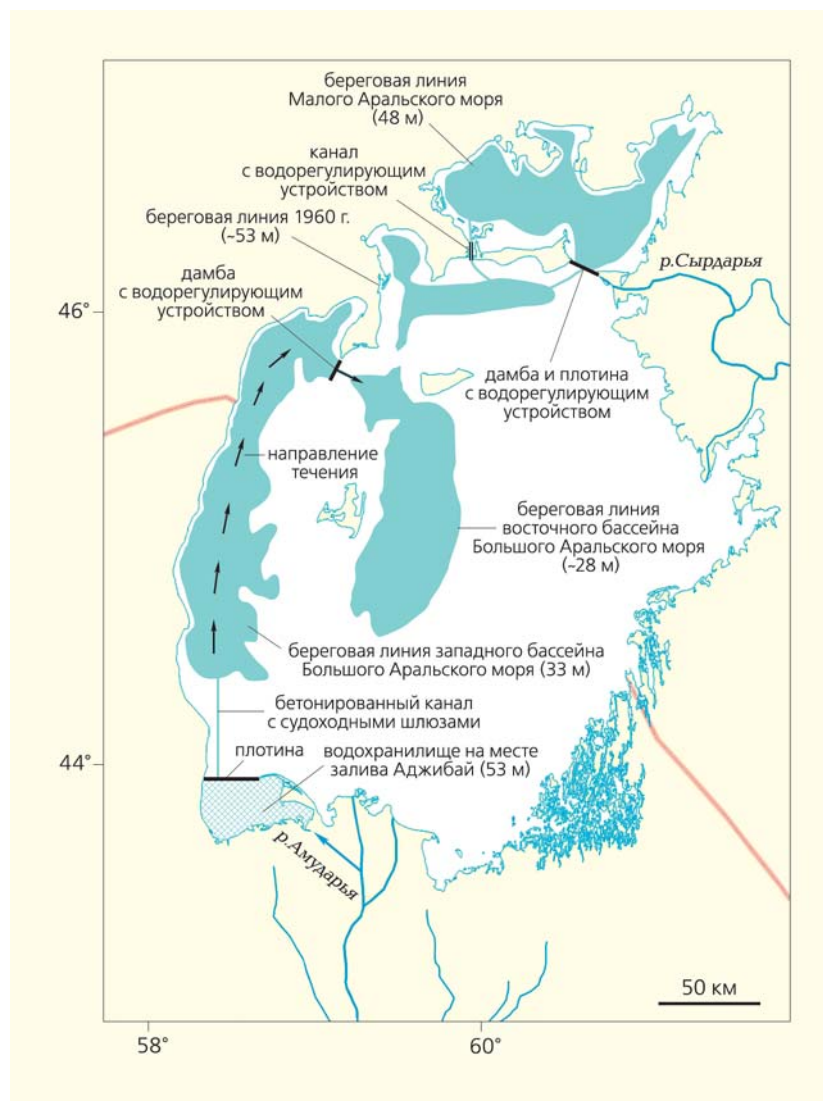 береговая линия
Малого Аральского моря
(48 м)
канал
с водорегулирующим
устройством
береговая линия 1960 г.
(~53 м)
р.Сырдарья
дамба
с водорегулирующим
устройством
46°
дамба и плотина
с водорегулирующим
устройством
направление
течения
береговая линия
восточного бассейна
Большого Аральского моря
(~28 м)
береговая линия западного бассейна
Большого Аральского моря (33 м)
бетонированный канал
с судоходными шлюзами
44°
плотина
водохранилище на месте
залива Аджибай (53 м)
р.Амударья
50 км
58°
60°